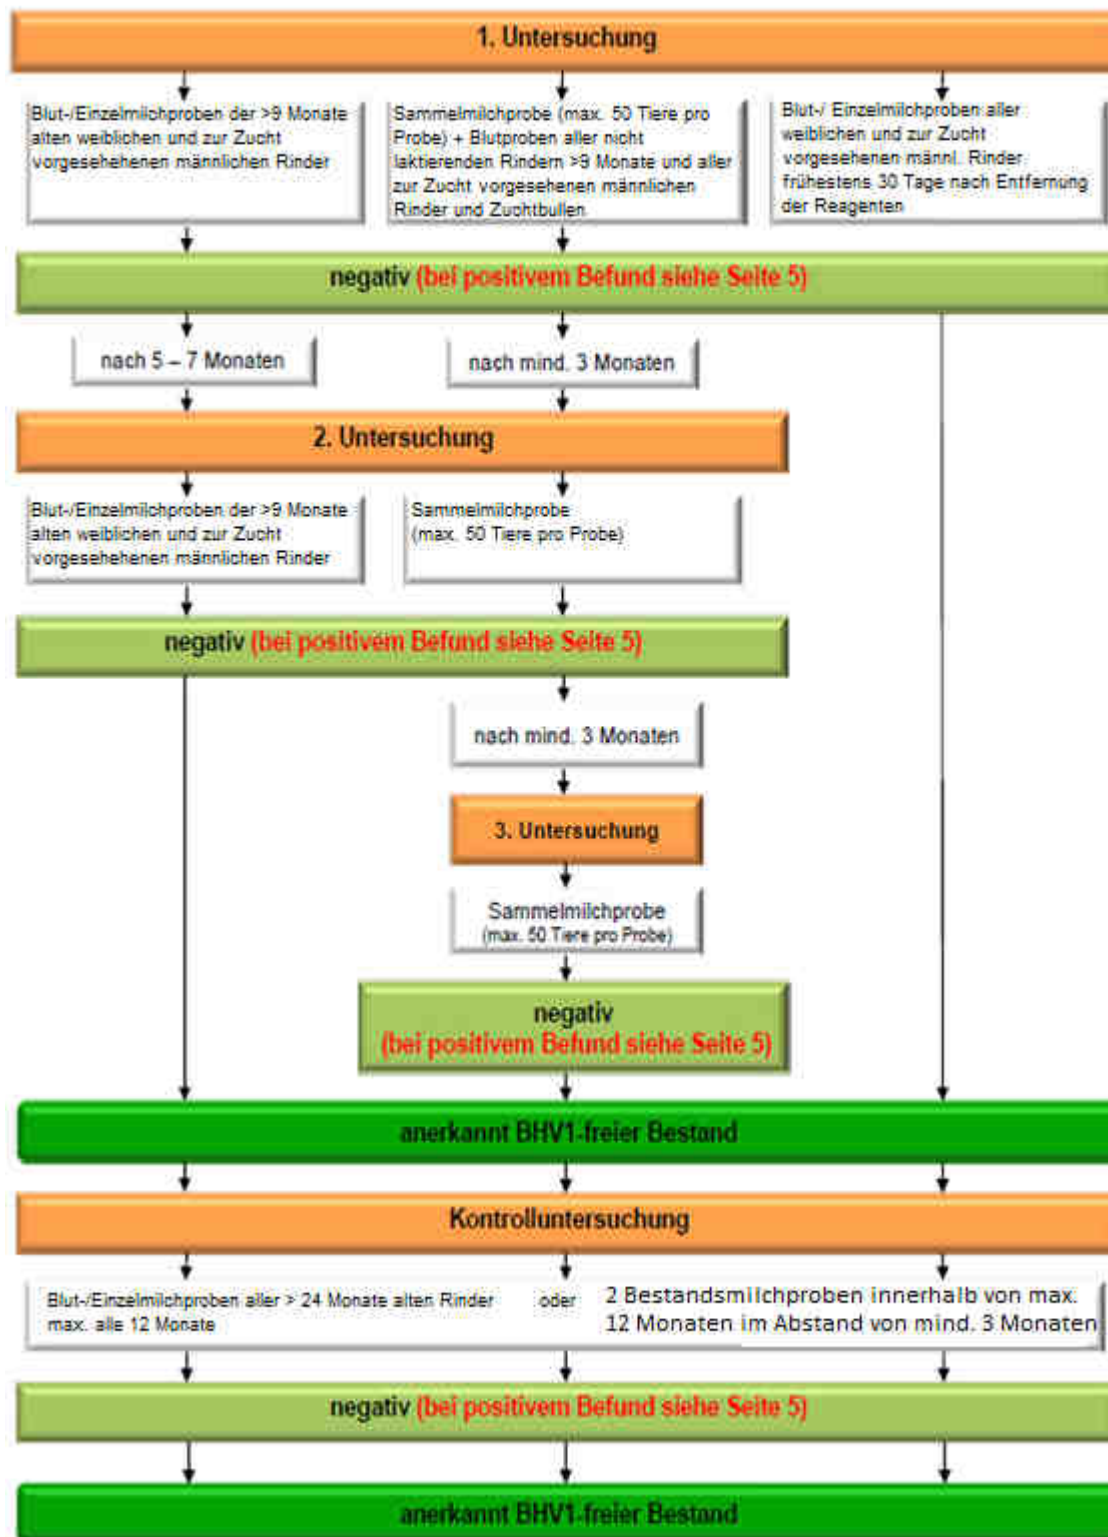 1. Untersuchung
Blut-/Einzelmilchproben der >9 Monate
alten weiblichen und zur Zucht
vorgesehehenen männlichen Rinder
Sammelmilchprobe (max. 50 Tiere pro
Probe) + Blutproben aller nicht
laktierenden Rindern >9 Monate und aller
zur Zucht vorgesehenen männlichen
Rinder und Zuchtbullen
Blut-/ Einzelmilchproben aller
weiblichen und zur Zucht
vorgesehenen männl. Rinder
frühestens 30 Tage nach Entfernung
der Reagenten
negativ (bei positivem Befund siehe Seite 5)
nach 5 – 7 Monaten
nach mind. 3 Monaten
2. Untersuchung
Blut-/Einzelmilchproben der >9 Monate
alten weiblichen und zur Zucht
vorgesehehenen männlichen Rinder
Sammelmilchprobe
(max. 50 Tiere pro Probe)
negativ (bei positivem Befund siehe Seite 5)
nach mind. 3 Monaten
3. Untersuchung
Sammelmilchprobe
(max. 50 Tiere pro Probe)
negativ
(bei positivem Befund siehe Seite 5)
anerkannt BHV1-freier Bestand
Kontrolluntersuchung
Blut-/Einzelmilchproben aller > 24 Monate alten Rinder
max. alle 12 Monate
oder
2 Bestandsmilchproben innerhalb von max.
12 Monaten im Abstand von mind. 3 Monaten
negativ (bei positivem Befund siehe Seite 5)
anerkannt BHV1-freier Bestand